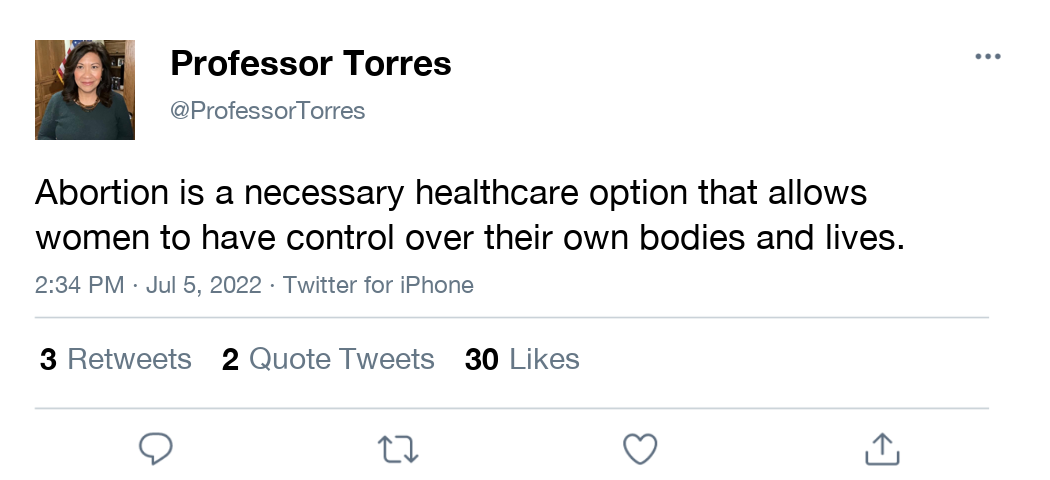 Professor Torres
@ProfessorTorres
Abortion is a necessary healthcare option that allows
women to have control over their own bodies and lives.
2:34 PM · Jul 5, 2022 · Twitter for iPhone
3 Retweets 2 Quote Tweets 30 Likes